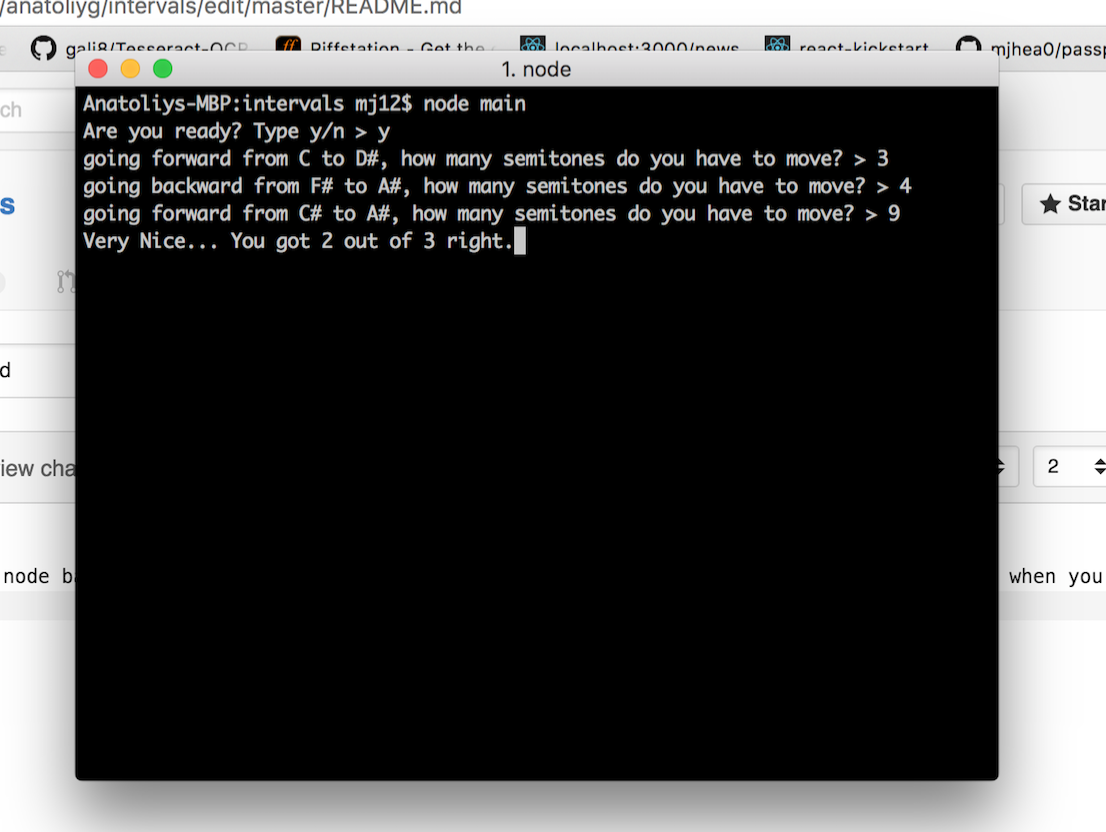 /anatoliyg/intervals/edit/master/README.md
gali8/Tesseract-OCR Riffstation - Get the localhost:3000/news react-kickstart mjhea0/passp
1. node
ch
Anatoliys-MBP:intervals mj12$ node main
Are you ready? Type y/n > y
going forward from C to D#, how many semitones do you have to move? > 3
going backward from F# to A#, how many semitones do you have to move? > 4
s
Star
going forward from C# to A#, how many semitones do you have to move? > 9
Very Nice... You got 2 out of 3 right.
d
iew cha
2
node ba
when you